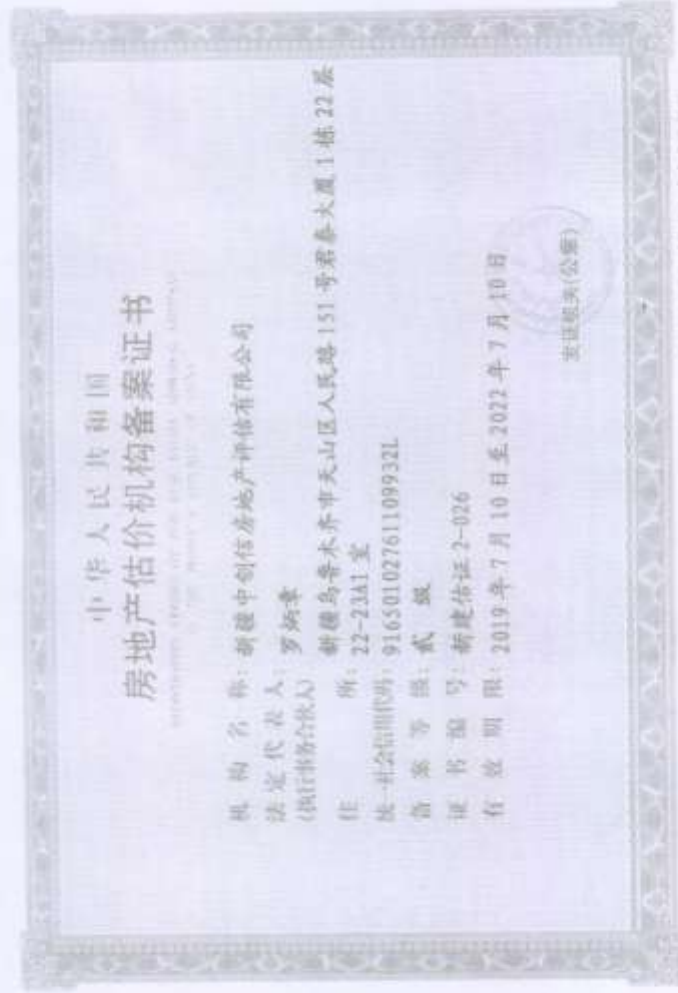 中华人民共和国
房地产估价机构备案证书
机构名称：新疆中创信房地产评估有限公司
法定代表人：罗炳章
(执行事务合伙人)
新疆乌鲁木齐市天山区人民路151号君泰大厦1栋22层
住所：22-23A1室
统一社会信用代码：91650102761109932L
备案等级：贰级
证书编号：新建估证2-026
有效期限：2019年7月10日至2022年7月10日
发证机关(公章)